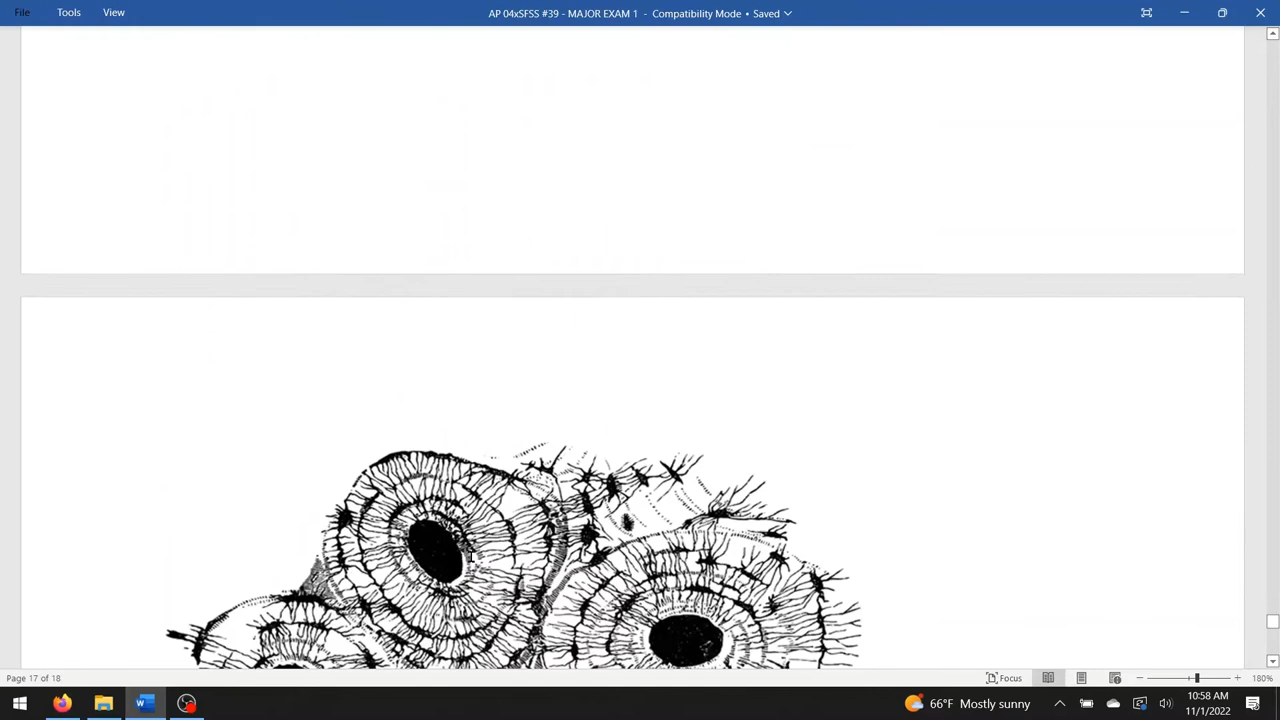 File Tools View AP 04xSFSS #39 - MAJOR EXAM 1 - Compatibility Mode • Saved
Page 17 of 18 Focus 180%
66°F Mostly sunny 10:58 AM
11/1/2022